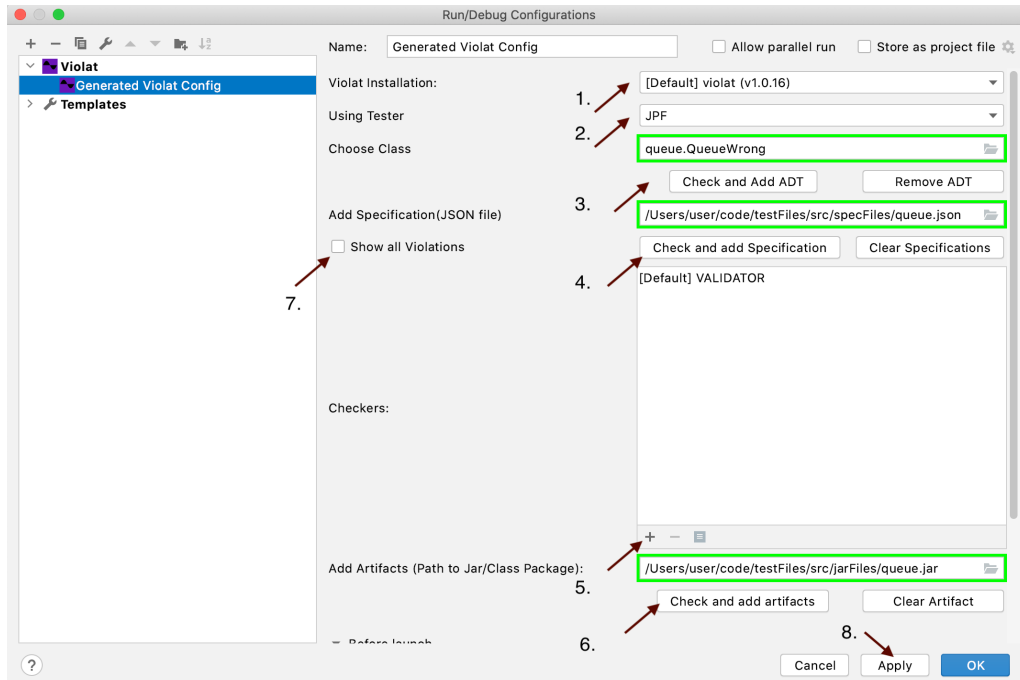 Run/Debug Configurations
Violat
Generated Violat Config
Templates
Name: Generated Violat Config Allow parallel run Store as project file
Violat Installation: 1. [Default] violat (v1.0.16)
Using Tester 2. JPF
Choose Class queue.QueueWrong
3. Check and Add ADT Remove ADT
Add Specification(JSON file) /Users/user/code/testFiles/src/specFiles/queue.json
7. Show all Violations 4. Check and add Specification Clear Specifications
[Default] VALIDATOR
Checkers:
5.
Add Artifacts (Path to Jar/Class Package): /Users/user/code/testFiles/src/jarFiles/queue.jar
6. Check and add artifacts Clear Artifact
Before launch
8.
? Cancel Apply OK